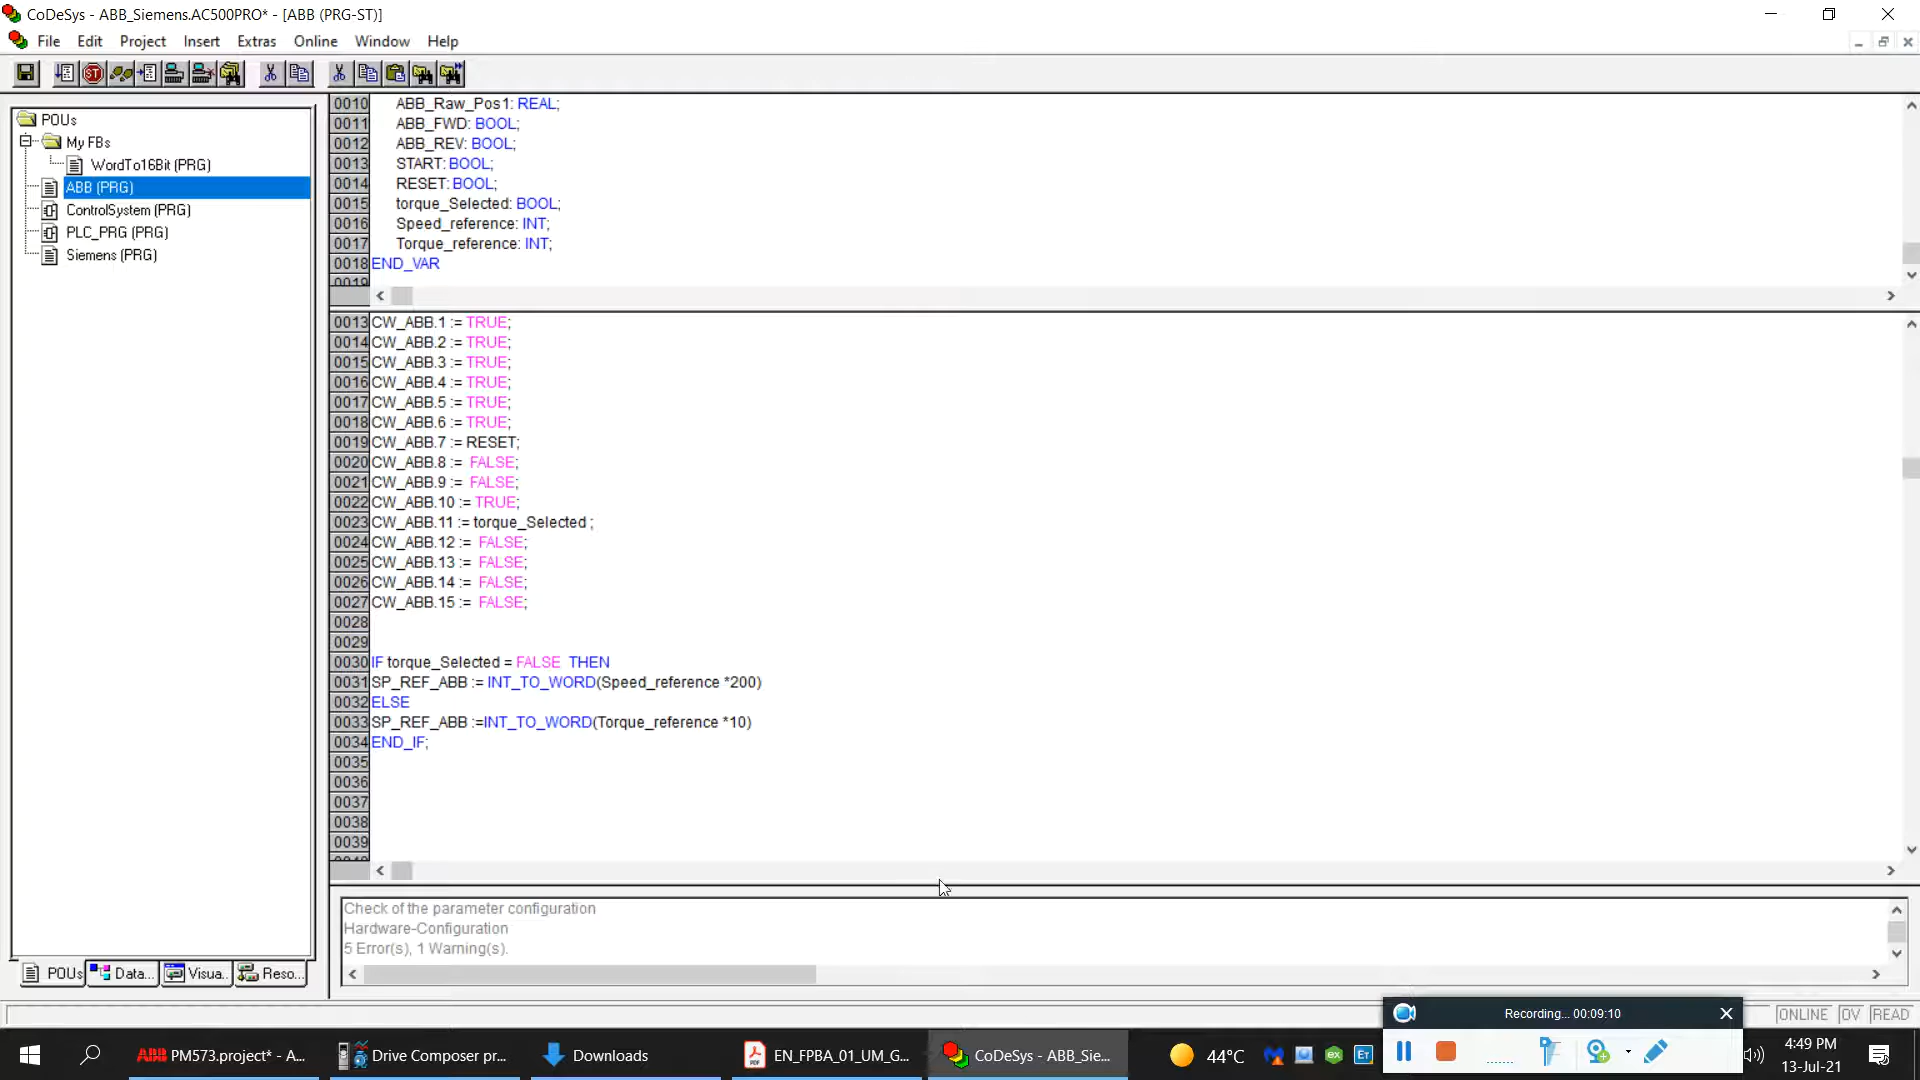 CoDeSys - ABB_Siemens.AC500PRO* - [ABB (PRG-ST)]
File Edit Project Insert Extras Online Window Help
POUs
My FBs
WordTo16Bit (PRG)
ABB (PRG)
ControlSystem (PRG)
PLC_PRG (PRG)
Siemens (PRG)
0010 ABB_Raw_Pos1: REAL;
0011 ABB_FWD: BOOL;
0012 ABB_REV: BOOL;
0013 START: BOOL;
0014 RESET: BOOL;
0015 torque_Selected: BOOL;
0016 Speed_reference: INT;
0017 Torque_reference: INT;
0018 END_VAR
0019
0013 CW_ABB.1 := TRUE;
0014 CW_ABB.2 := TRUE;
0015 CW_ABB.3 := TRUE;
0016 CW_ABB.4 := TRUE;
0017 CW_ABB.5 := TRUE;
0018 CW_ABB.6 := TRUE;
0019 CW_ABB.7 := RESET;
0020 CW_ABB.8 := FALSE;
0021 CW_ABB.9 := FALSE;
0022 CW_ABB.10 := TRUE;
0023 CW_ABB.11 := torque_Selected ;
0024 CW_ABB.12 := FALSE;
0025 CW_ABB.13 := FALSE;
0026 CW_ABB.14 := FALSE;
0027 CW_ABB.15 := FALSE;
0028
0029
0030 IF torque_Selected = FALSE THEN
0031 SP_REF_ABB := INT_TO_WORD(Speed_reference *200)
0032 ELSE
0033 SP_REF_ABB :=INT_TO_WORD(Torque_reference *10)
0034 END_IF;
0035
0036
0037
0038
0039
Check of the parameter configuration
Hardware-Configuration
5 Error(s), 1 Warning(s).
POUs Data... Visua... Reso...
Recording... 00:09:10
ONLINE OV READ
ABB PM573.project* - A... Drive Composer pr... Downloads EN_FPBA_01_UM_G... CoDeSys - ABB_Sie... 44°C
4:49 PM
13-Jul-21